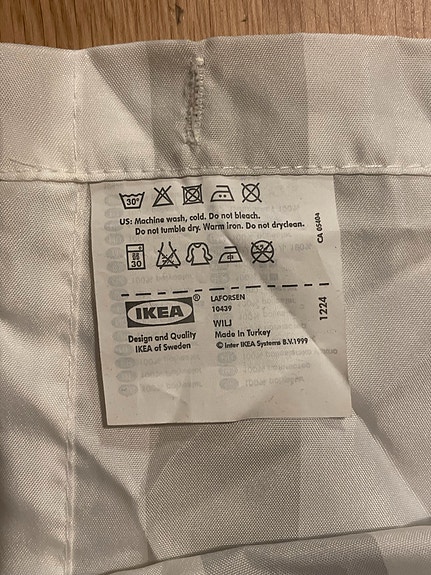 30°
US: Machine wash, cold. Do not bleach.
Do not tumble dry. Warm iron. Do not dryclean.
CA 05404
30
IKEA®
Design and Quality
IKEA of Sweden
LAFORSEN
10439
WILJ
Made in Turkey
© Inter IKEA Systems B.V.1999
1224